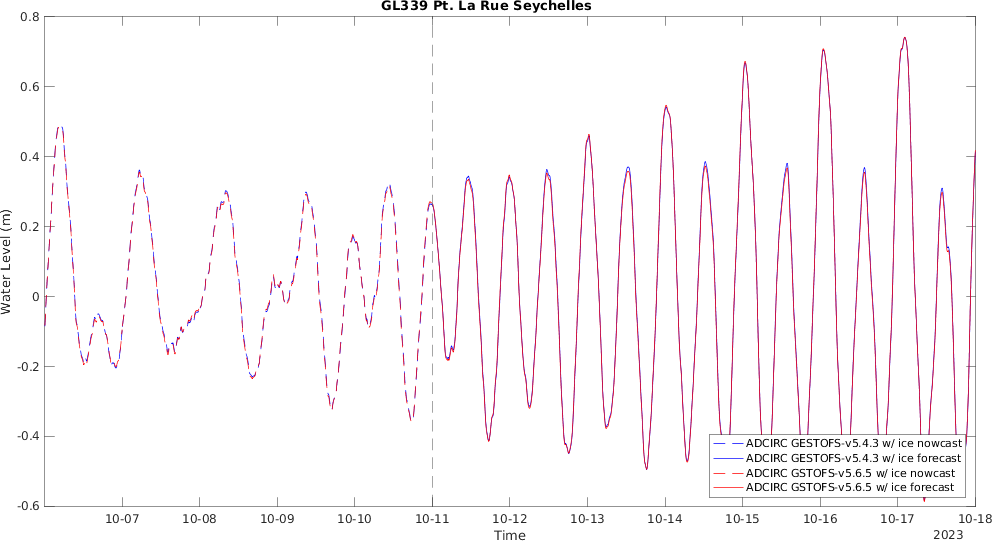 GL339 Pt. La Rue Seychelles
0.8
0.6
0.4
0.2
0
-0.2
-0.4
-0.6
Water Level (m)
ADCIRC GESTOFS-v5.4.3 w/ ice nowcast
ADCIRC GESTOFS-v5.4.3 w/ ice forecast
ADCIRC GSTOFS-v5.6.5 w/ ice nowcast
ADCIRC GSTOFS-v5.6.5 w/ ice forecast
10-07 10-08 10-09 10-10 10-11 10-12 10-13 10-14 10-15 10-16 10-17 10-18
Time
2023